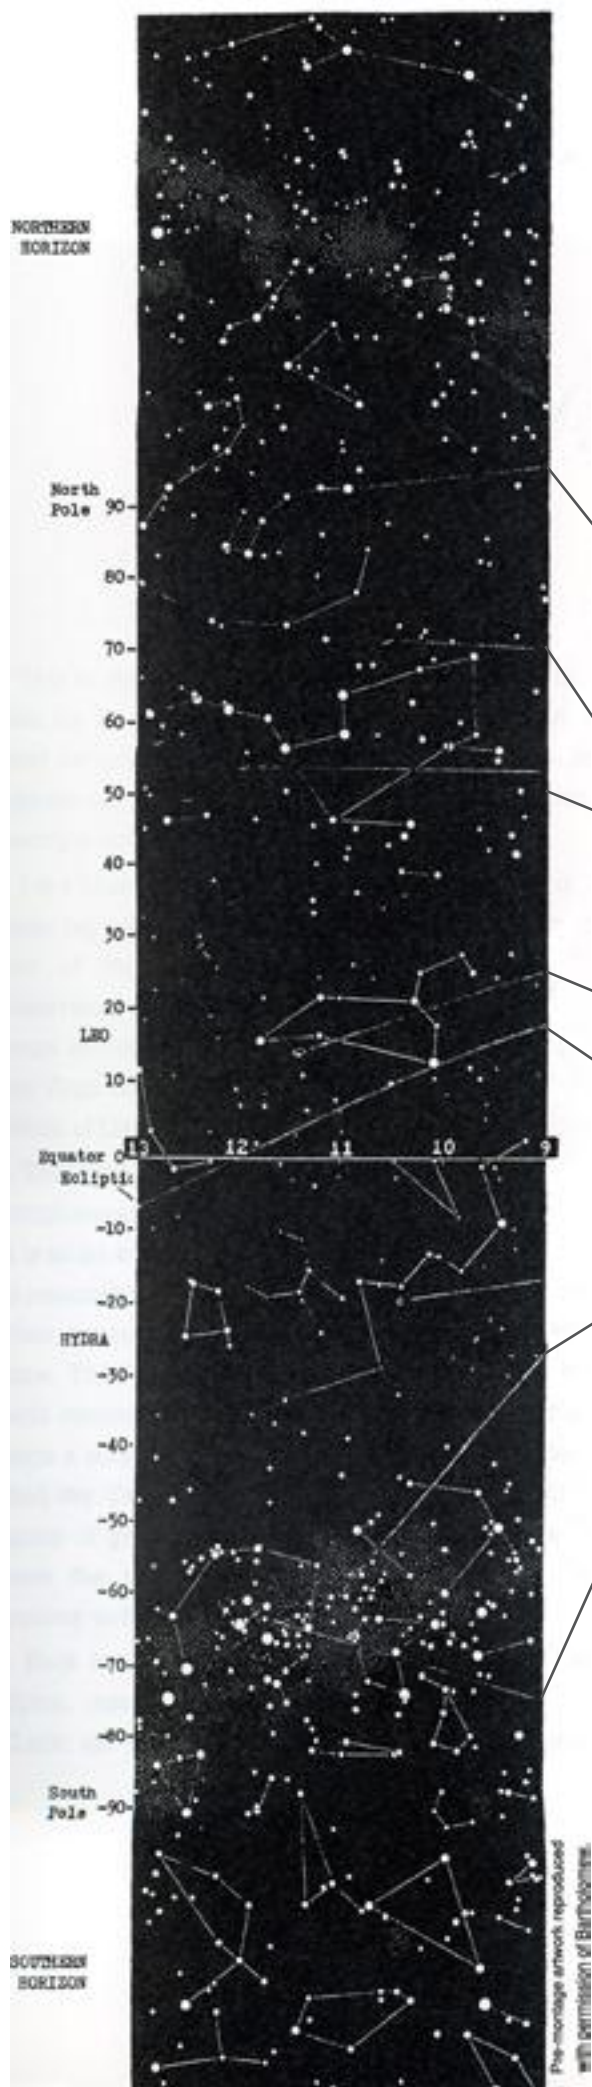 NORTHERN
HORIZON
North
Pole 90-
80-
70-
60-
50-
40-
30-
20-
LEO
10-
13 12 11 10 9
Equator 0
Ecliptic
-10-
-20-
HYDRA
-30-
-40-
-50-
-60-
-70-
-80-
South
Pole -90-
SOUTHERN
HORIZON
Pre-montage artwork reproduced
with permission of Bartholomew.